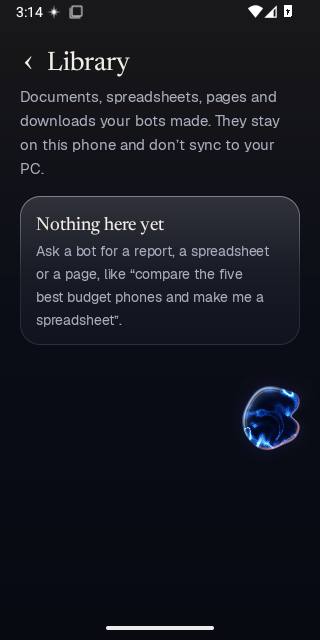 3:14
Library
Documents, spreadsheets, pages and
downloads your bots made. They stay
on this phone and don't sync to your
PC.
Nothing here yet
Ask a bot for a report, a spreadsheet
or a page, like “compare the five
best budget phones and make me a
spreadsheet”.